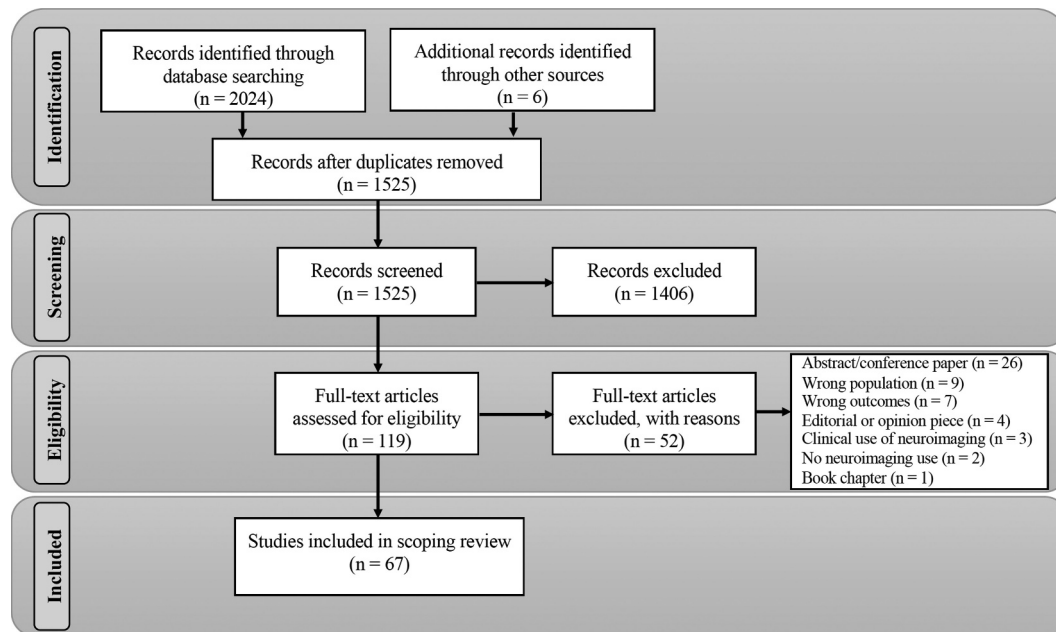 Identification
Records identified through
database searching
(n = 2024)
Additional records identified
through other sources
(n = 6)
Records after duplicates removed
(n = 1525)
Screening
Records screened
(n = 1525)
Records excluded
(n = 1406)
Eligibility
Full-text articles
assessed for eligibility
(n = 119)
Full-text articles
excluded, with reasons
(n = 52)
Abstract/conference paper (n = 26)
Wrong population (n = 9)
Wrong outcomes (n = 7)
Editorial or opinion piece (n = 4)
Clinical use of neuroimaging (n = 3)
No neuroimaging use (n = 2)
Book chapter (n = 1)
Included
Studies included in scoping review
(n = 67)